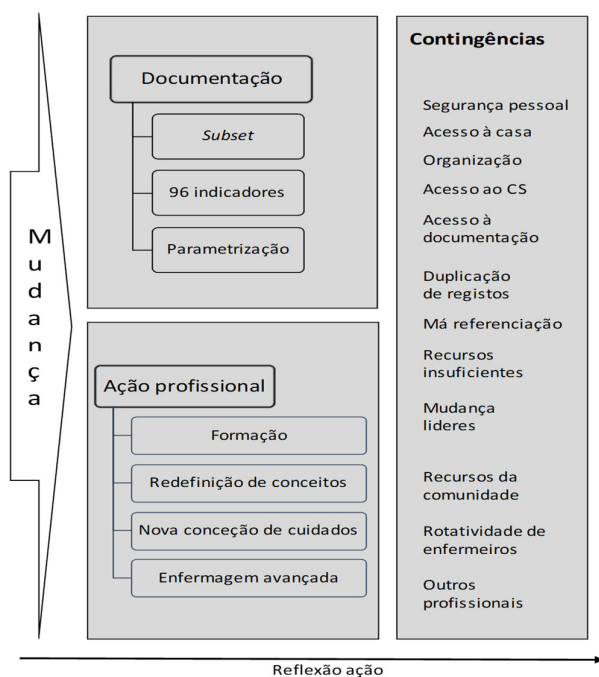 Mudança
Documentação
Subset
96 indicadores
Parametrização
Ação profissional
Formação
Redefinição de conceitos
Nova conceção de cuidados
Enfermagem avançada
Contingências
Segurança pessoal
Acesso à casa
Organização
Acesso ao CS
Acesso à
documentação
Duplicação
de registos
Má referenciação
Recursos
insuficientes
Mudança
lideres
Recursos da
comunidade
Rotatividade de
enfermeiros
Outros
profissionais
Reflexão ação